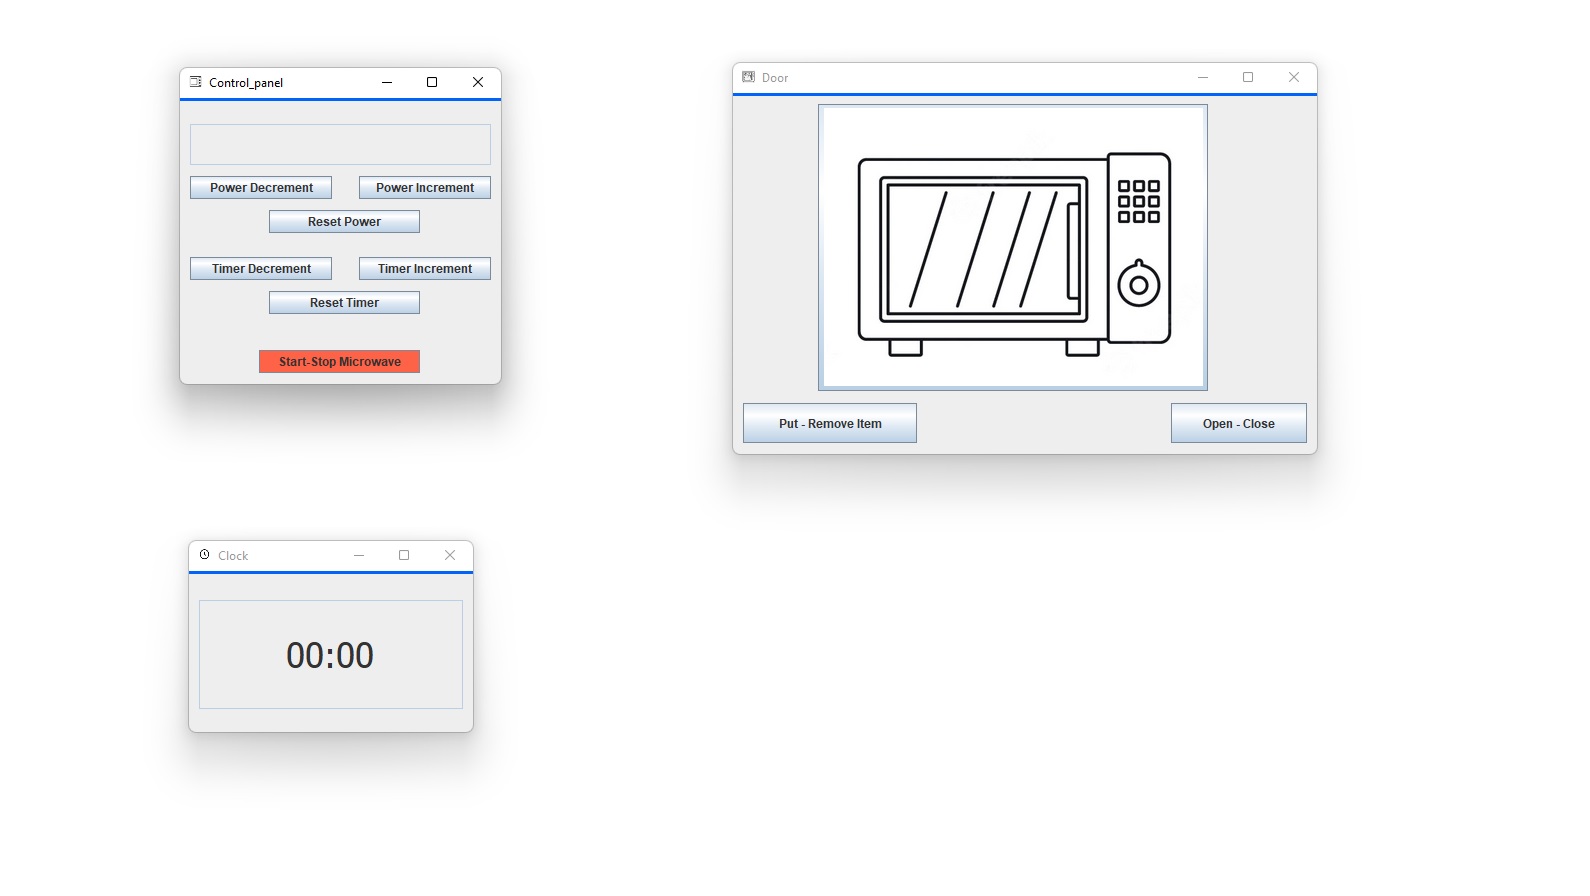 Control_panel
Power Decrement Power Increment
Reset Power
Timer Decrement Timer Increment
Reset Timer
Start-Stop Microwave
Door
Put - Remove Item Open - Close
Clock
00:00